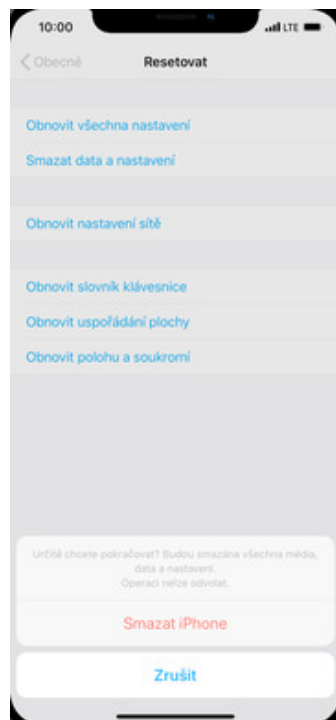 10:00
LTE
Obecné
Resetovat
Obnovit všechna nastavení
Smazat data a nastavení
Obnovit nastavení sítě
Obnovit slovník klávesnice
Obnovit uspořádání plochy
Obnovit polohu a soukromí
Určitě chcete pokračovat? Budou smazána všechna média,
data a nastavení.
Operaci nelze odvolat.
Smazat iPhone
Zrušit